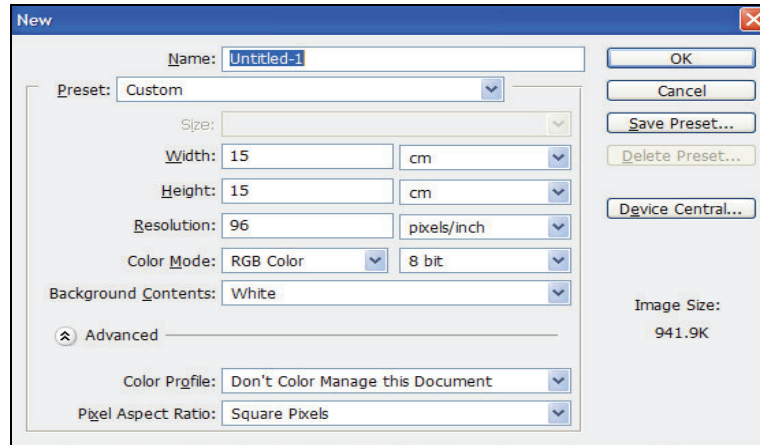 New
Name: Untitled-1
OK
Preset: Custom
Cancel
Size:
Save Preset...
Width: 15 cm
Delete Preset...
Height: 15 cm
Device Central...
Resolution: 96 pixels/inch
Color Mode: RGB Color 8 bit
Background Contents: White
Image Size:
941.9K
Advanced
Color Profile: Don't Color Manage this Document
Pixel Aspect Ratio: Square Pixels